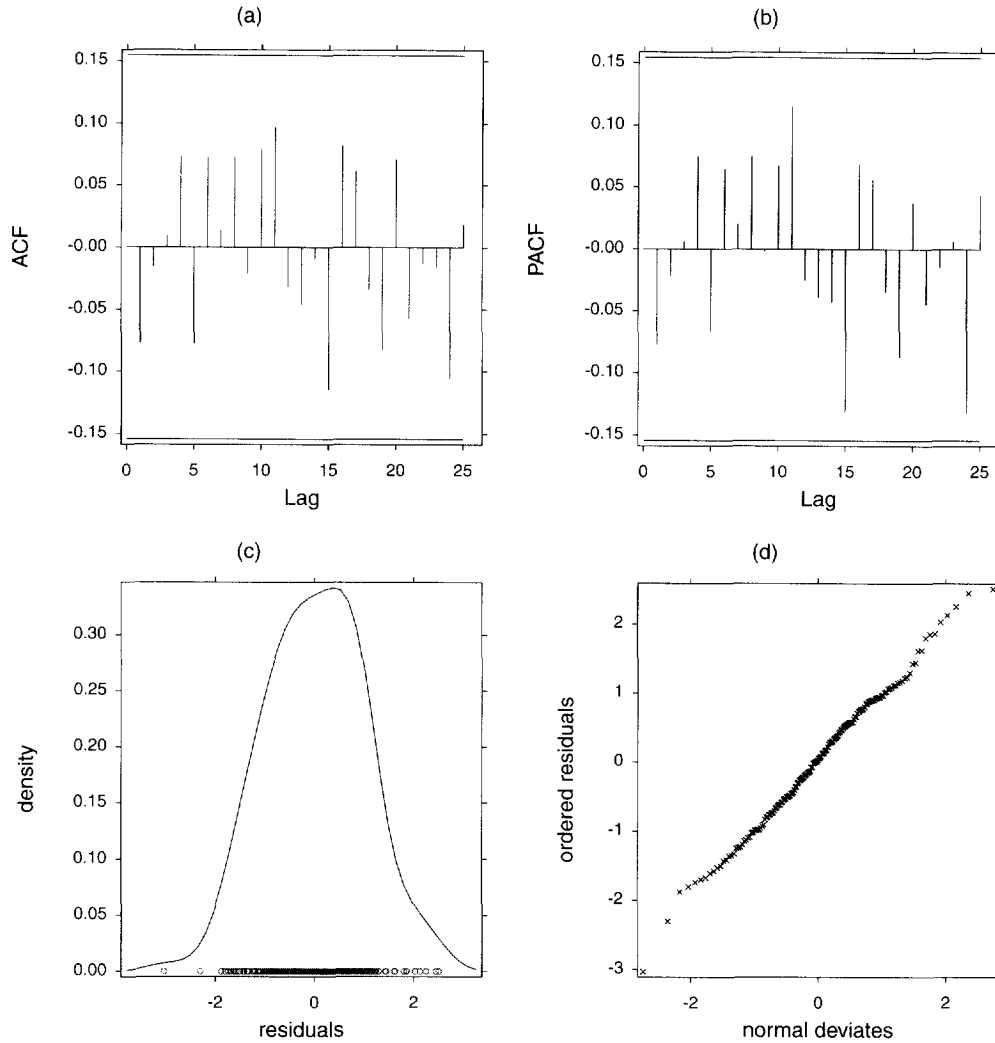 (a)
0.15
0.10
0.05
-0.00
-0.05
-0.10
-0.15
ACF
0 5 10 15 20 25
Lag
(b)
0.15
0.10
0.05
-0.00
-0.05
-0.10
-0.15
PACF
0 5 10 15 20 25
Lag
(c)
0.30
0.25
0.20
0.15
0.10
0.05
0.00
density
-2 0 2
residuals
(d)
2
1
0
-1
-2
-3
ordered residuals
-2 0 2
normal deviates